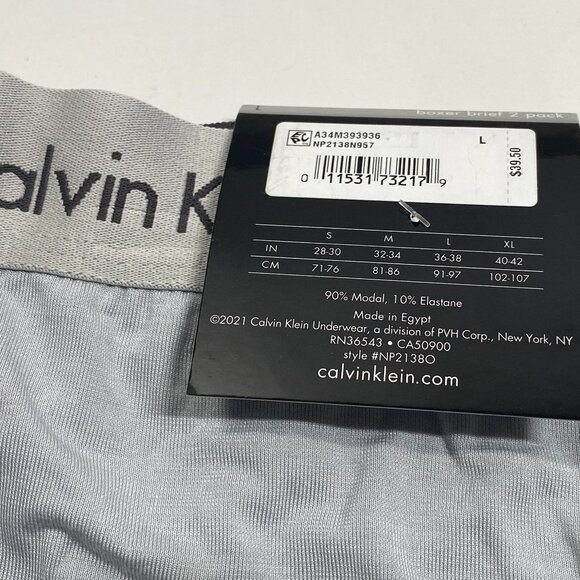 alvin K
L
boxer brief 2 pack
A34M393936
NP2138N957
L
$39.50
0 11531 73217 9
S M L XL
IN 28-30 32-34 36-38 40-42
CM 71-76 81-86 91-97 102-107
90% Modal, 10% Elastane
Made in Egypt
©2021 Calvin Klein Underwear, a division of PVH Corp., New York, NY
RN36543 • CA50900
style #NP2138O
calvinklein.com